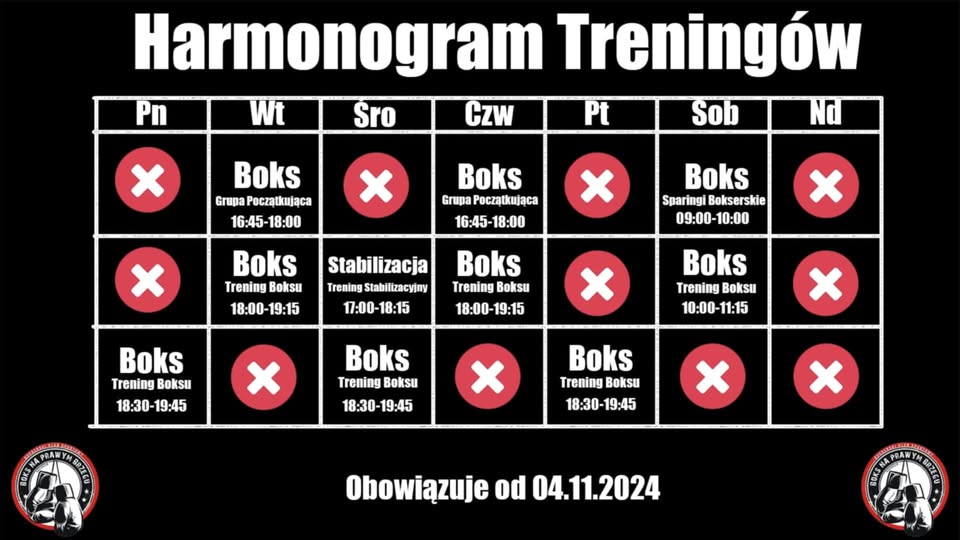 Harmonogram Treningów
Pn Wt Śro Czw Pt Sob Nd
Boks
Grupa Początkująca
16:45-18:00
Boks
Grupa Początkująca
16:45-18:00
Boks
Sparingi Bokserskie
09:00-10:00
Boks
Trening Boksu
18:00-19:15
Stabilizacja
Trening Stabilizacyjny
17:00-18:15
Boks
Trening Boksu
18:00-19:15
Boks
Trening Boksu
10:00-11:15
Boks
Trening Boksu
18:30-19:45
Boks
Trening Boksu
18:30-19:45
Boks
Trening Boksu
18:30-19:45
BOKS NA PRAWYM BRZEGU
Obowiązuje od 04.11.2024
BOKS NA PRAWYM BRZEGU